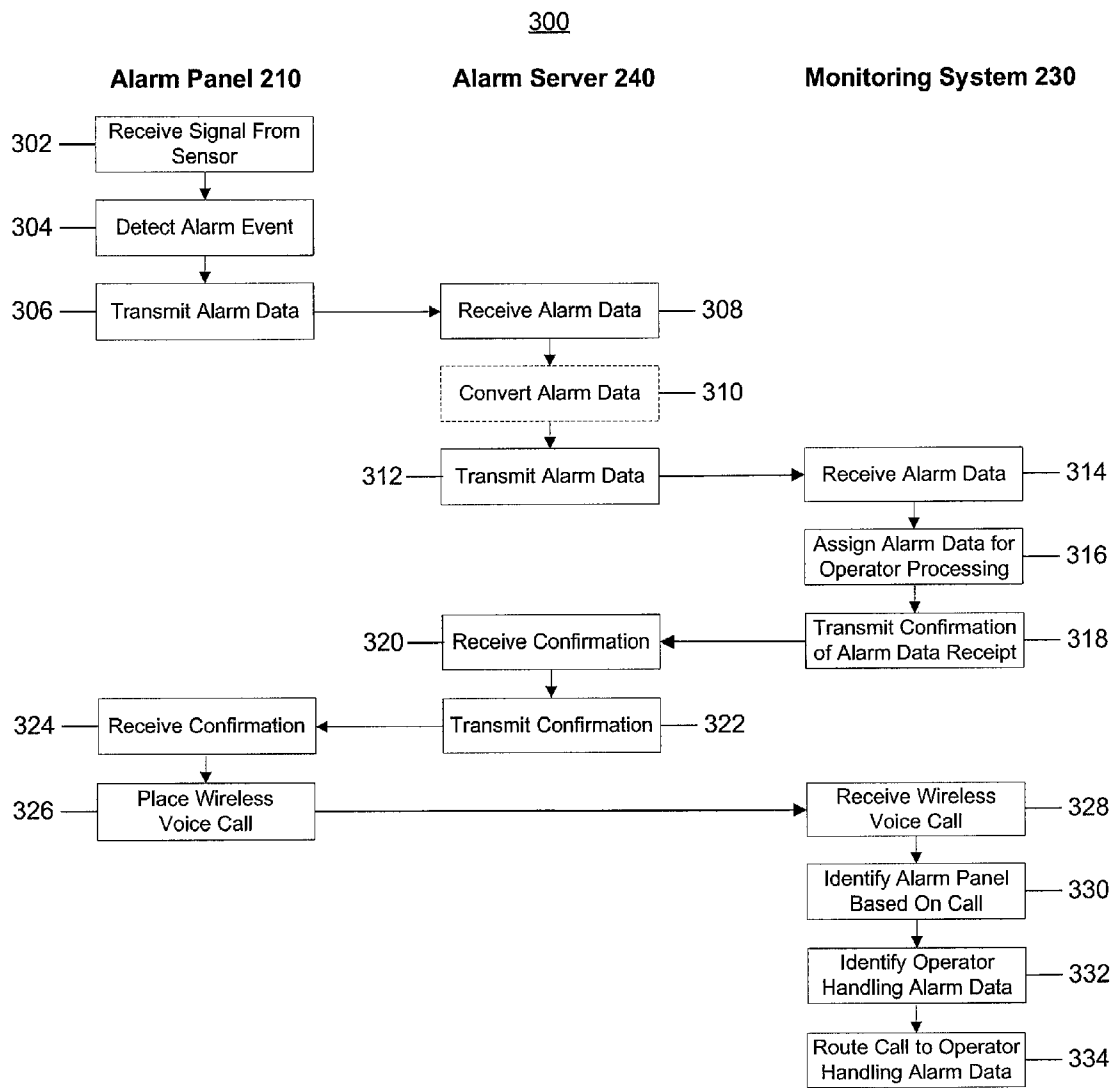 300
Alarm Panel 210
Alarm Server 240
Monitoring System 230
302
Receive Signal From
Sensor
304
Detect Alarm Event
306
Transmit Alarm Data
Receive Alarm Data
308
Convert Alarm Data
310
312
Transmit Alarm Data
Receive Alarm Data
314
Assign Alarm Data for
Operator Processing
316
320
Receive Confirmation
Transmit Confirmation
of Alarm Data Receipt
318
324
Receive Confirmation
Transmit Confirmation
322
326
Place Wireless
Voice Call
Receive Wireless
Voice Call
328
Identify Alarm Panel
Based On Call
330
Identify Operator
Handling Alarm Data
332
Route Call to Operator
Handling Alarm Data
334